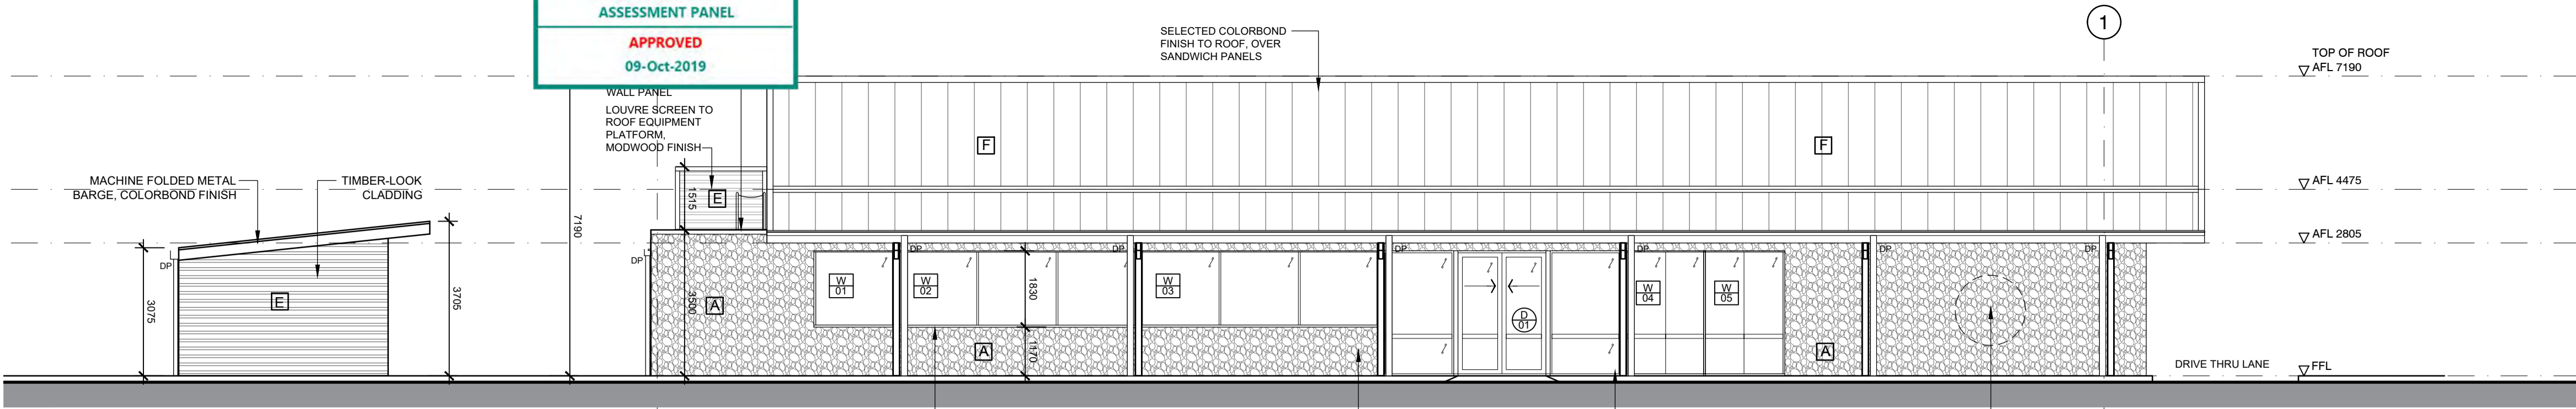 ASSESSMENT PANEL
APPROVED
09-Oct-2019
SELECTED COLORBOND
FINISH TO ROOF, OVER
SANDWICH PANELS
1
TOP OF ROOF
AFL 7190
WALL PANEL
LOUVRE SCREEN TO
ROOF EQUIPMENT
PLATFORM,
MODWOOD FINISH
F
F
MACHINE FOLDED METAL
BARGE, COLORBOND FINISH
TIMBER-LOOK
CLADDING
AFL 4475
E
1515
7190
AFL 2805
DP
DP
DP
DP
DP
DP
DP
DP
DP
E
3075
3705
3500
A
W
01
W
02
1830
W
03
D
01
W
04
W
05
A
1170
A
DRIVE THRU LANE
FFL